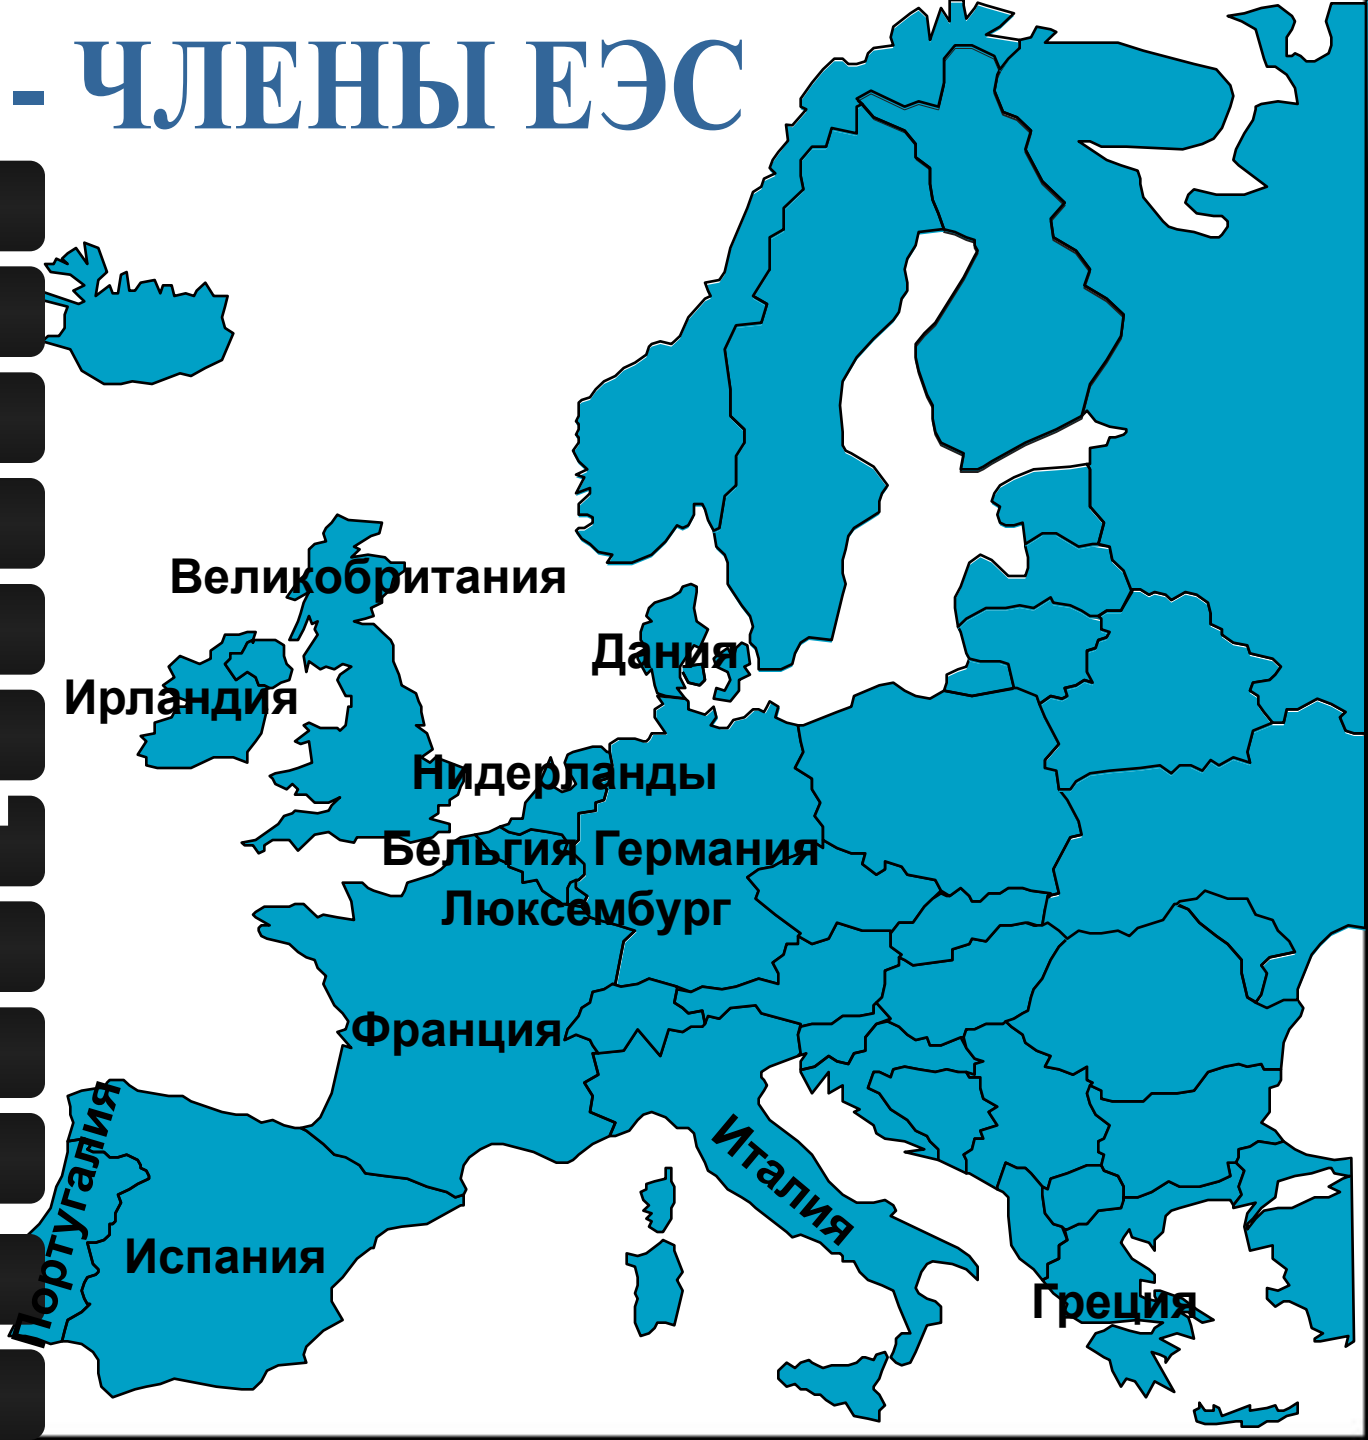 - ЧЛЕНЫ ЕЭС
Великобритания
Дания
Ирландия
Нидерланды
Бельгия Германия
Люксембург
Франция
Португалия
Италия
Испания
Греция